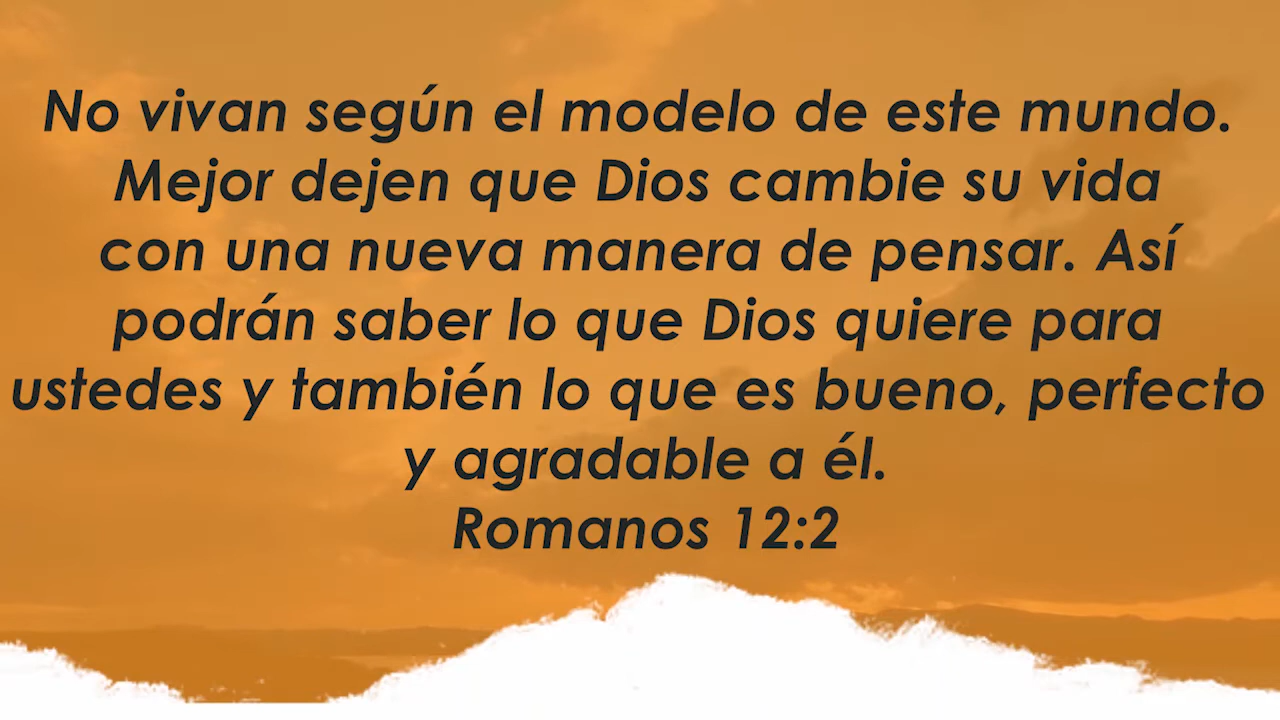 No vivan según el modelo de este mundo.
Mejor dejen que Dios cambie su vida
con una nueva manera de pensar. Así
podrán saber lo que Dios quiere para
ustedes y también lo que es bueno, perfecto
y agradable a él.
Romanos 12:2